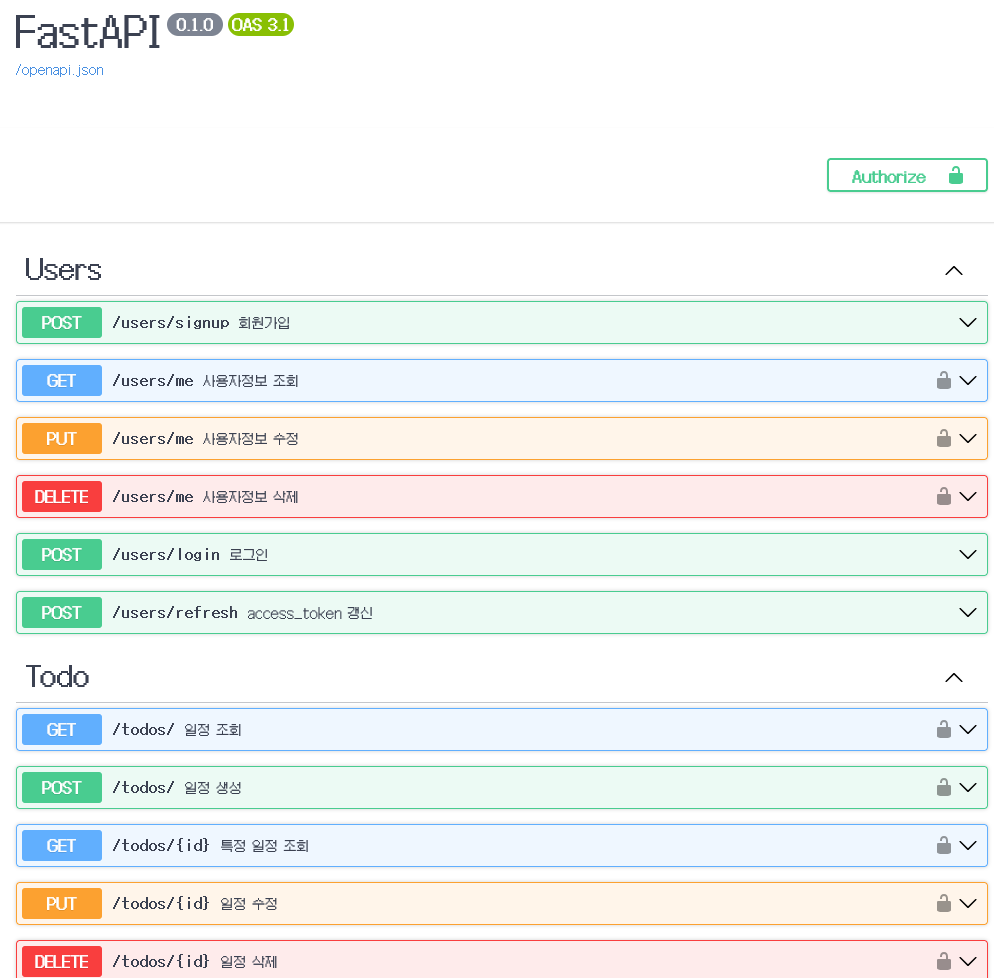 FastAPI 0.1.0 OAS 3.1
/openapi.json
Authorize
Users
POST /users/signup 회원가입
GET /users/me 사용자정보 조회
PUT /users/me 사용자정보 수정
DELETE /users/me 사용자정보 삭제
POST /users/login 로그인
POST /users/refresh access_token 갱신
Todo
GET /todos/ 일정 조회
POST /todos/ 일정 생성
GET /todos/{id} 특정 일정 조회
PUT /todos/{id} 일정 수정
DELETE /todos/{id} 일정 삭제